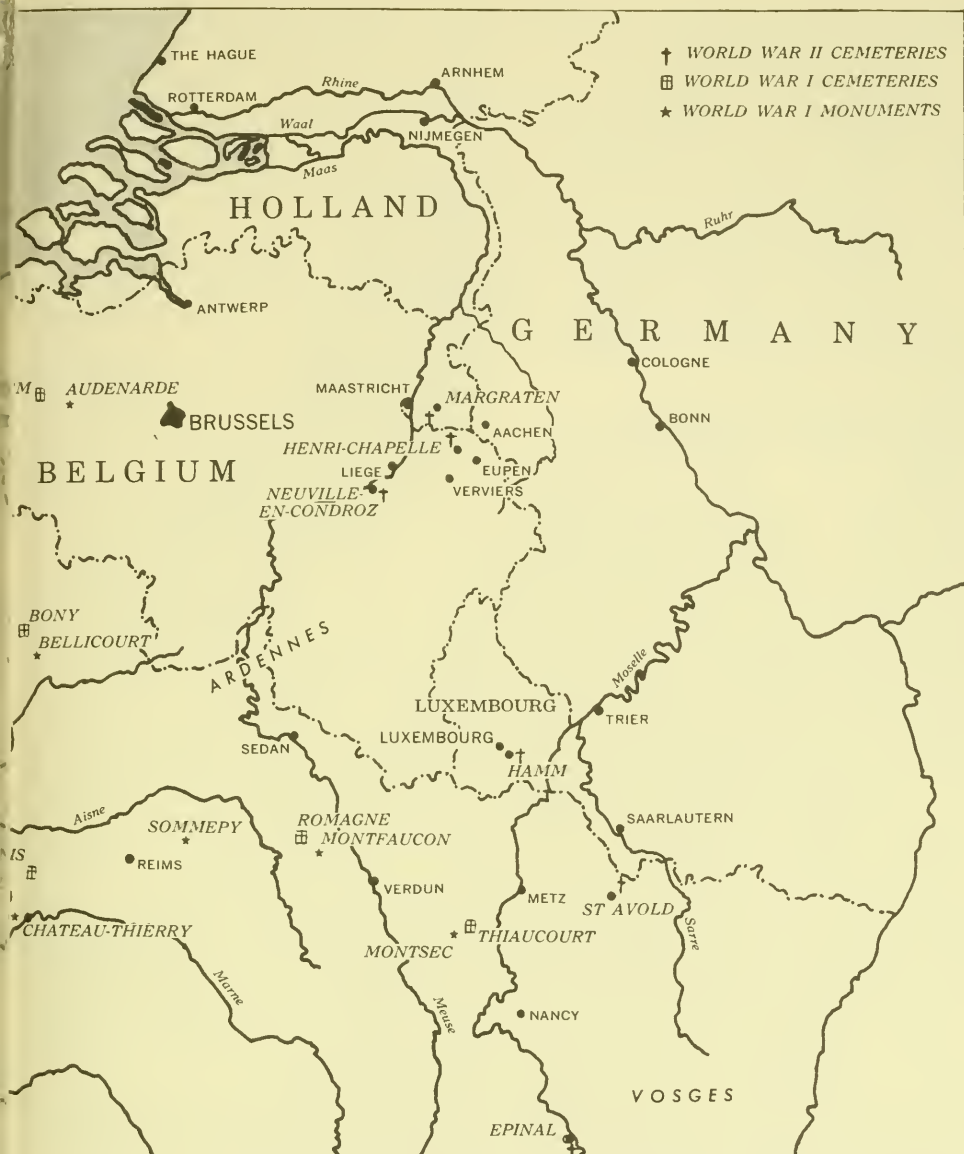 † WORLD WAR II CEMETERIES
WORLD WAR I CEMETERIES
★ WORLD WAR I MONUMENTS
THE HAGUE
Rhine
ARNHEM
ROTTERDAM
Waal
NIJMEGEN
Maas
HOLLAND
Ruhr
ANTWERP
GERMANY
COLOGNE
MAASTRICHT
MARGRATEN
AUDENARDE
BRUSSELS
BONN
AACHEN
HENRI-CHAPELLE
BELGIUM
LIEGE
EUPEN
VERVIERS
NEUVILLE-
EN-CONDROZ
BONY
BELLICOURT
ARDENNES
Moselle
LUXEMBOURG
TRIER
LUXEMBOURG
SEDAN
HAMM
Aisne
SOMMEPY
ROMAGNE
MONTFAUCON
SAARLAUTERN
REIMS
VERDUN
METZ
ST AVOLD
CHATEAU-THIERRY
THIAUCOURT
MONTSEC
Sarre
Marne
Meuse
NANCY
VOSGES
EPINAL